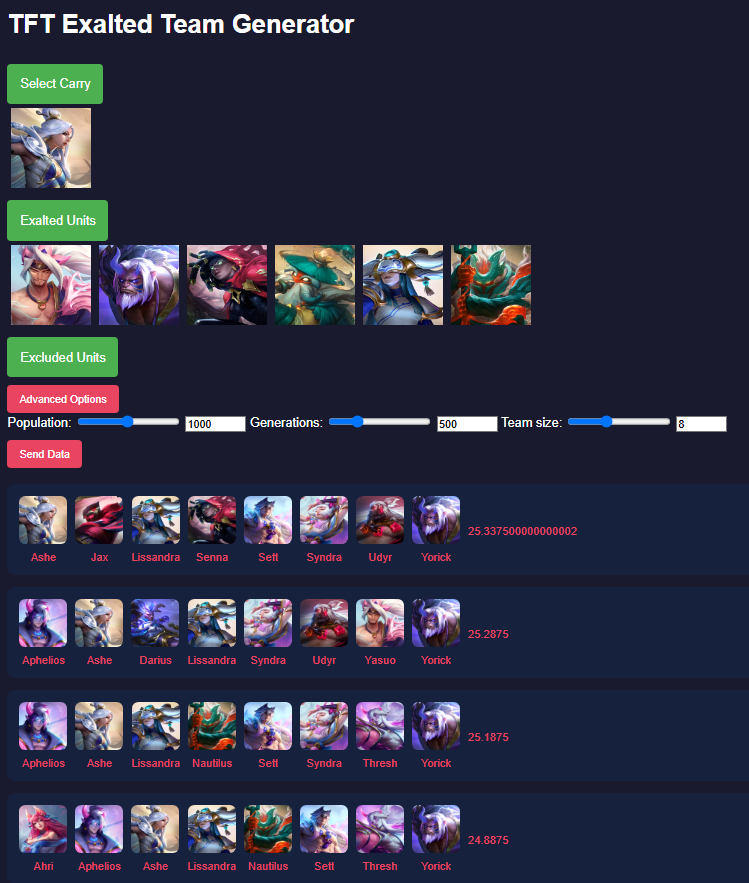 TFT Exalted Team Generator
Select Carry
Exalted Units
Excluded Units
Advanced Options
Population: 1000 Generations: 500 Team size: 8
Send Data
Ashe Jax Lissandra Senna Sett Syndra Udyr Yorick 25.337500000000002
Aphelios Ashe Darius Lissandra Syndra Udyr Yasuo Yorick 25.2875
Aphelios Ashe Lissandra Nautilus Sett Syndra Thresh Yorick 25.1875
Ahri Aphelios Ashe Lissandra Nautilus Sett Thresh Yorick 24.8875